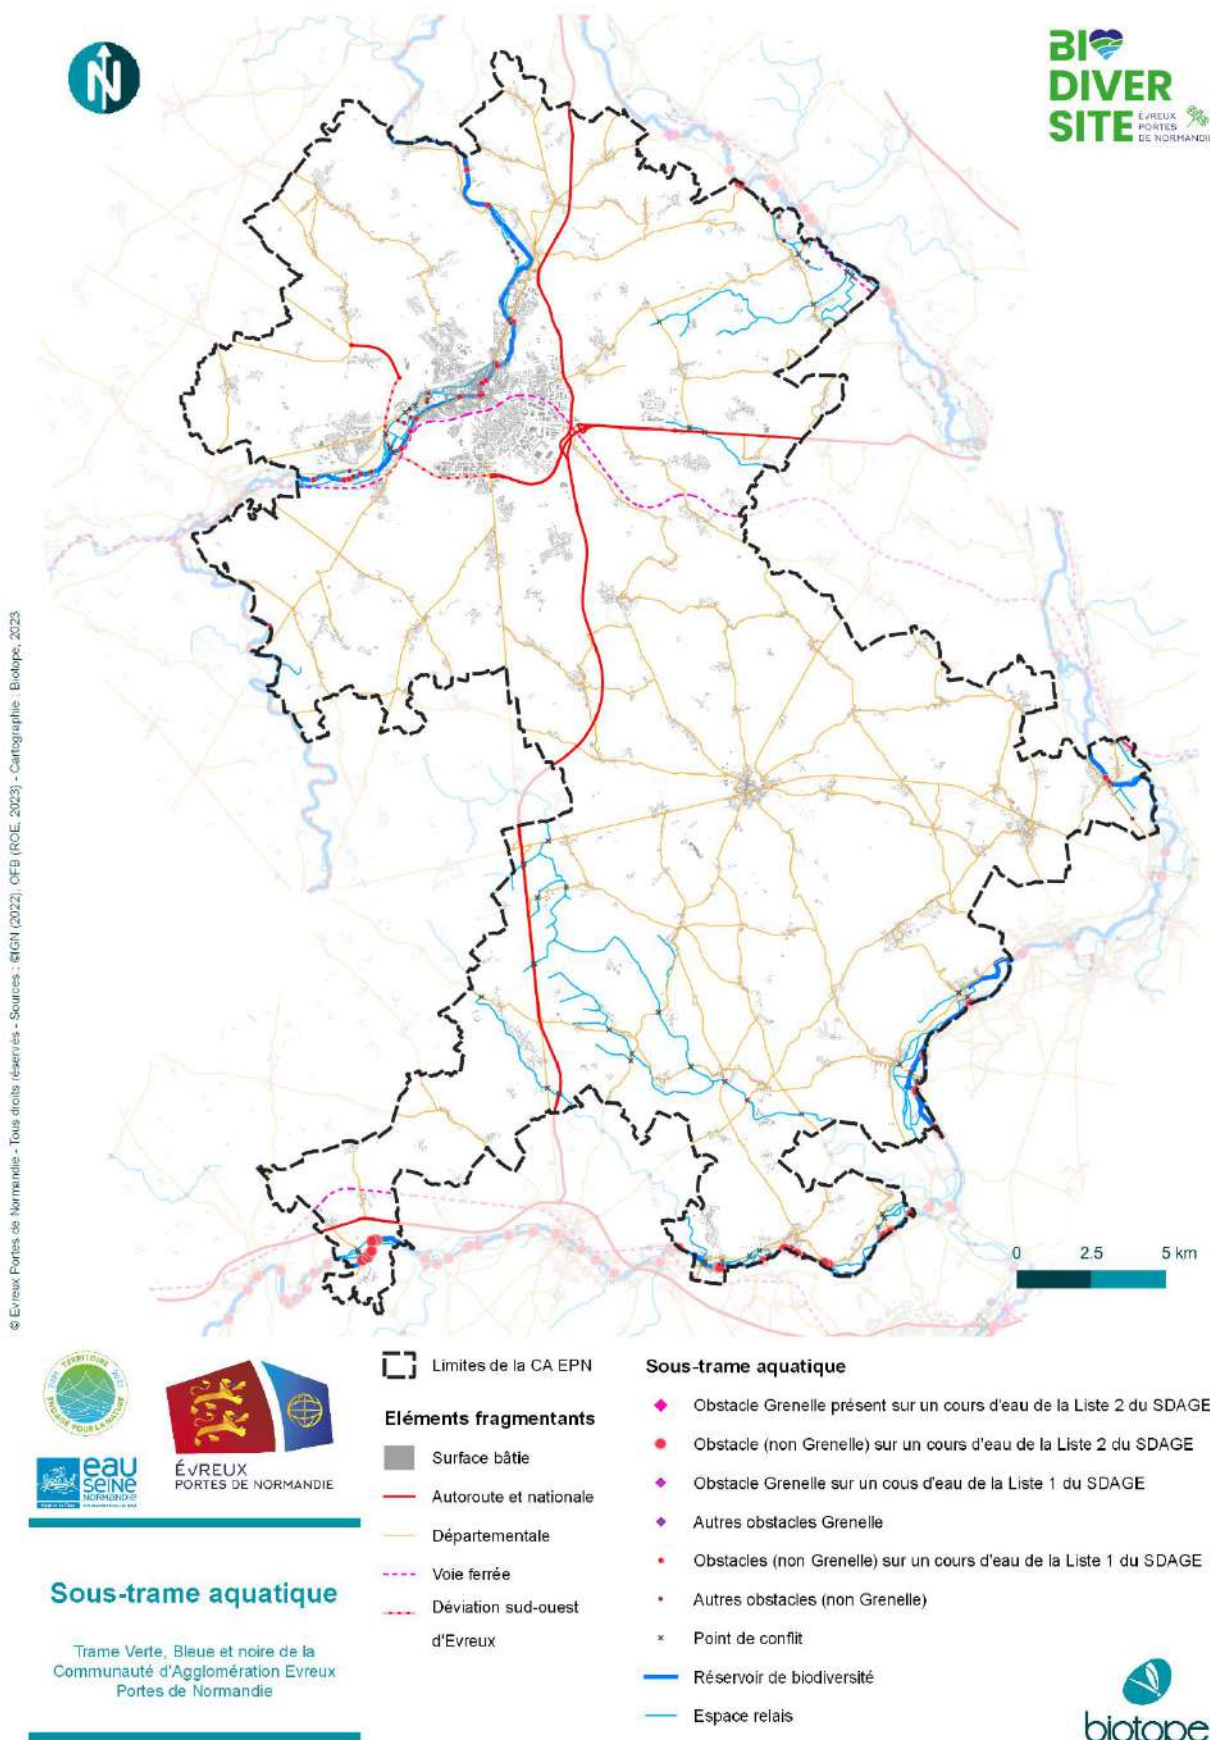 N
BI
DIVER
SITE
ÉVREUX
PORTES
DE NORMANDIE
© Evreux Portes de Normandie - Tous droits réservés - Sources : ©IGN (2022), OFB (ROE, 2023) - Cartographie : Biotope, 2023
0 2.5 5 km
TERRITOIRE
ENGAGÉ POUR LA NATURE
eau
SEINE
NORMANDIE
ÉVREUX
PORTES DE NORMANDIE
Sous-trame aquatique
Trame Verte, Bleue et noire de la
Communauté d'Agglomération Evreux
Portes de Normandie
Limites de la CA EPN
Eléments fragmentants
Surface bâtie
Autoroute et nationale
Départementale
Voie ferrée
Déviation sud-ouest
d'Evreux
Sous-trame aquatique
Obstacle Grenelle présent sur un cours d'eau de la Liste 2 du SDAGE
Obstacle (non Grenelle) sur un cours d'eau de la Liste 2 du SDAGE
Obstacle Grenelle sur un cous d'eau de la Liste 1 du SDAGE
Autres obstacles Grenelle
Obstacles (non Grenelle) sur un cours d'eau de la Liste 1 du SDAGE
Autres obstacles (non Grenelle)
Point de conflit
Réservoir de biodiversité
Espace relais
biotope